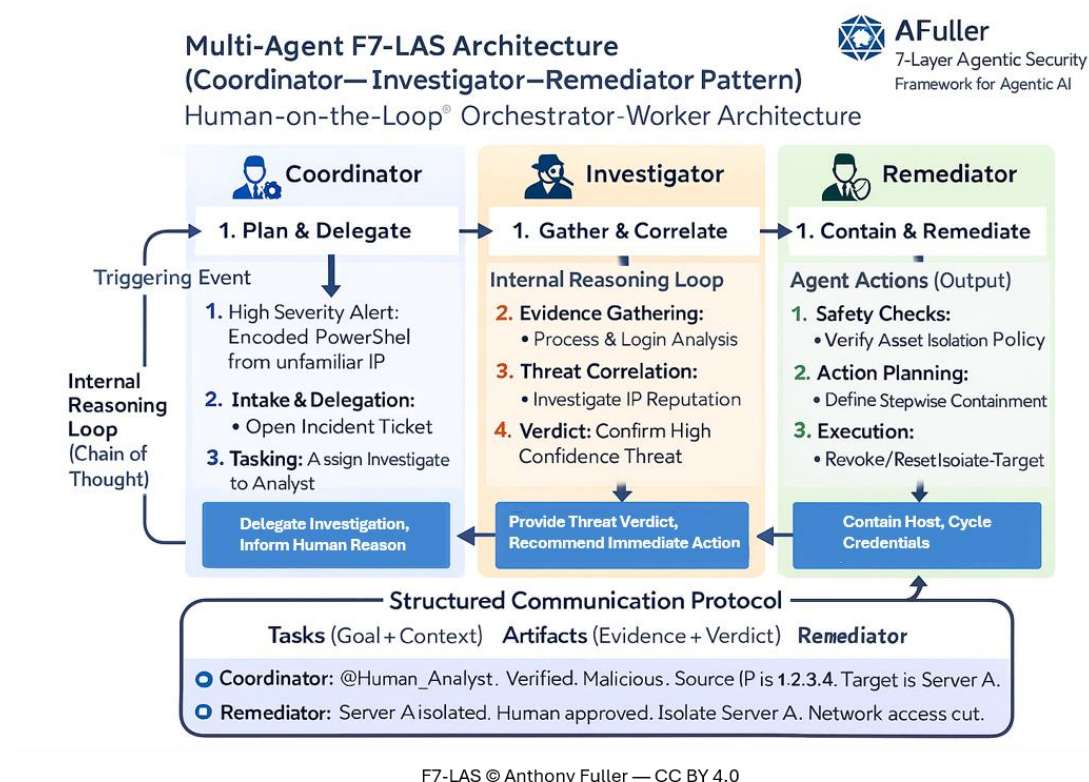 Multi-Agent F7-LAS Architecture
(Coordinator—Investigator—Remediator Pattern)
Human-on-the-Loop® Orchestrator-Worker Architecture
AFuller
7-Layer Agentic Security
Framework for Agentic AI
Coordinator
1. Plan & Delegate
Triggering Event
1. High Severity Alert:
Encoded PowerShel
from unfamiliar IP
2. Intake & Delegation:
• Open Incident Ticket
3. Tasking: Assign Investigate
to Analyst
Delegate Investigation,
Inform Human Reason
Internal
Reasoning
Loop
(Chain of
Thought)
Investigator
1. Gather & Correlate
Internal Reasoning Loop
2. Evidence Gathering:
• Process & Login Analysis
3. Threat Correlation:
• Investigate IP Reputation
4. Verdict: Confirm High
Confidence Threat
Provide Threat Verdict,
Recommend Immediate Action
Remediator
1. Contain & Remediate
Agent Actions (Output)
1. Safety Checks:
• Verify Asset Isolation Policy
2. Action Planning:
• Define Stepwise Containment
3. Execution:
• Revoke/ResetIsoiate-Target
Contain Host, Cycle
Credentials
Structured Communication Protocol
Tasks (Goal + Context) Artifacts (Evidence + Verdict) Remediator
Coordinator: @Human_Analyst. Verified. Malicious. Source (P is 1.2.3.4. Target is Server A.
Remediator: Server A isolated. Human approved. Isolate Server A. Network access cut.
F7-LAS © Anthony Fuller — CC BY 4.0